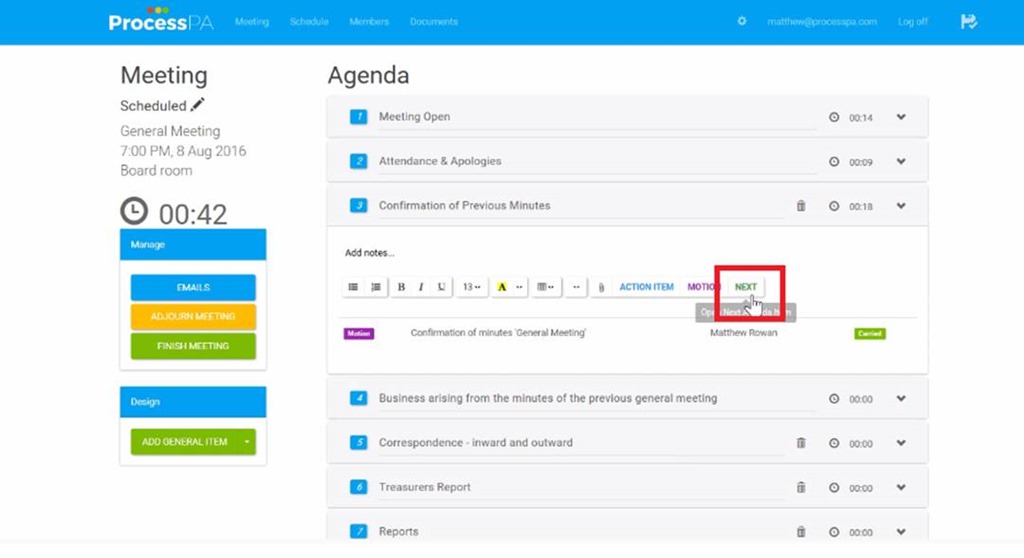 ProcessPA Meeting Schedule Members Documents matthew@processpa.com Log off
Meeting
Scheduled
General Meeting
7:00 PM, 8 Aug 2016
Board room
00:42
Manage
EMAILS
ADJOURN MEETING
FINISH MEETING
Design
ADD GENERAL ITEM
Agenda
1 Meeting Open 00:14
2 Attendance & Apologies 00:09
3 Confirmation of Previous Minutes 00:18
Add notes...
B I U 13 A ACTION ITEM MOTION NEXT
Open Next Agenda Item
Motion Confirmation of minutes 'General Meeting' Matthew Rowan Carried
4 Business arising from the minutes of the previous general meeting 00:00
5 Correspondence - inward and outward 00:00
6 Treasurers Report 00:00
7 Reports 00:00